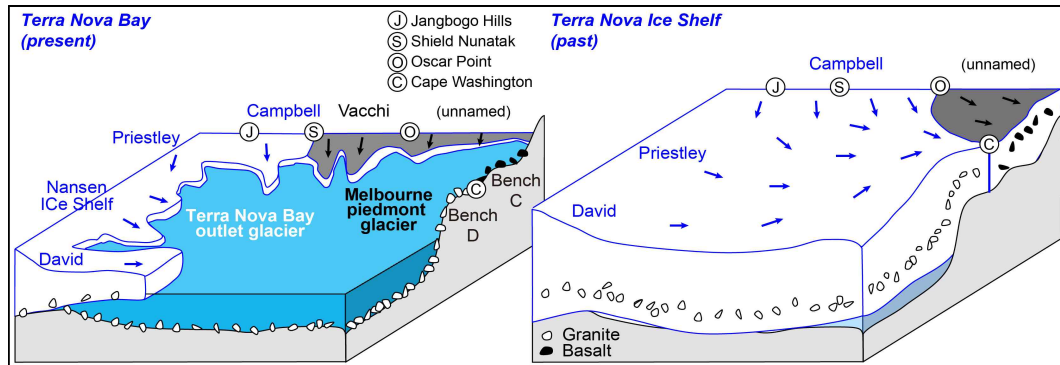 Terra Nova Bay
(present)
J Jangbogo Hills
S Shield Nunatak
O Oscar Point
C Cape Washington
Campbell
Vacchi
(unnamed)
J
S
O
Priestley
Nansen
ICe Shelf
Terra Nova Bay
outlet glacier
Melbourne
piedmont
glacier
C
Bench
C
Bench
D
David
Terra Nova Ice Shelf
(past)
Campbell
(unnamed)
J
S
O
C
Priestley
David
Granite
Basalt